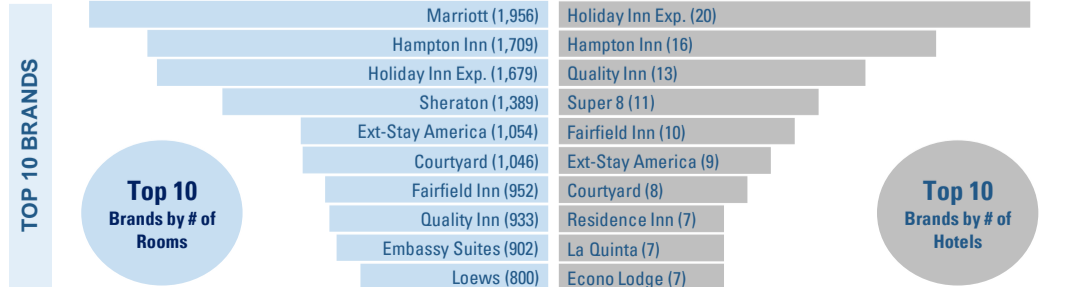 TOP 10 BRANDS
Marriott (1,956)
Hampton Inn (1,709)
Holiday Inn Exp. (1,679)
Sheraton (1,389)
Ext-Stay America (1,054)
Courtyard (1,046)
Fairfield Inn (952)
Quality Inn (933)
Embassy Suites (902)
Loews (800)
Top 10
Brands by # of
Rooms
Holiday Inn Exp. (20)
Hampton Inn (16)
Quality Inn (13)
Super 8 (11)
Fairfield Inn (10)
Ext-Stay America (9)
Courtyard (8)
Residence Inn (7)
La Quinta (7)
Econo Lodge (7)
Top 10
Brands by # of
Hotels